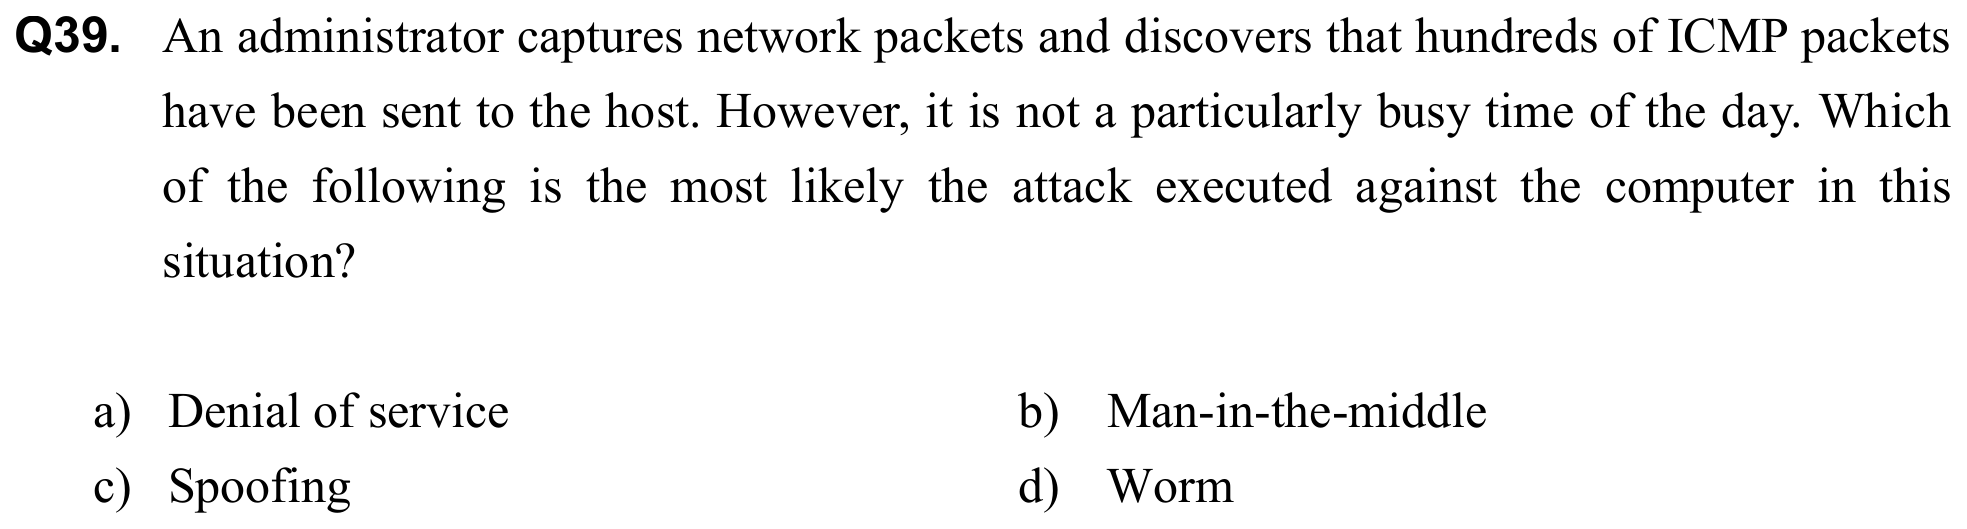 Q39. An administrator captures network packets and discovers that hundreds of ICMP packets
have been sent to the host. However, it is not a particularly busy time of the day. Which
of the following is the most likely the attack executed against the computer in this
situation?
a) Denial of service b) Man-in-the-middle
c) Spoofing d) Worm